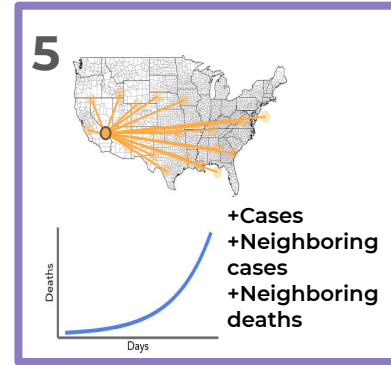 5
+Cases
+Neighboring
cases
+Neighboring
deaths
Deaths
Days